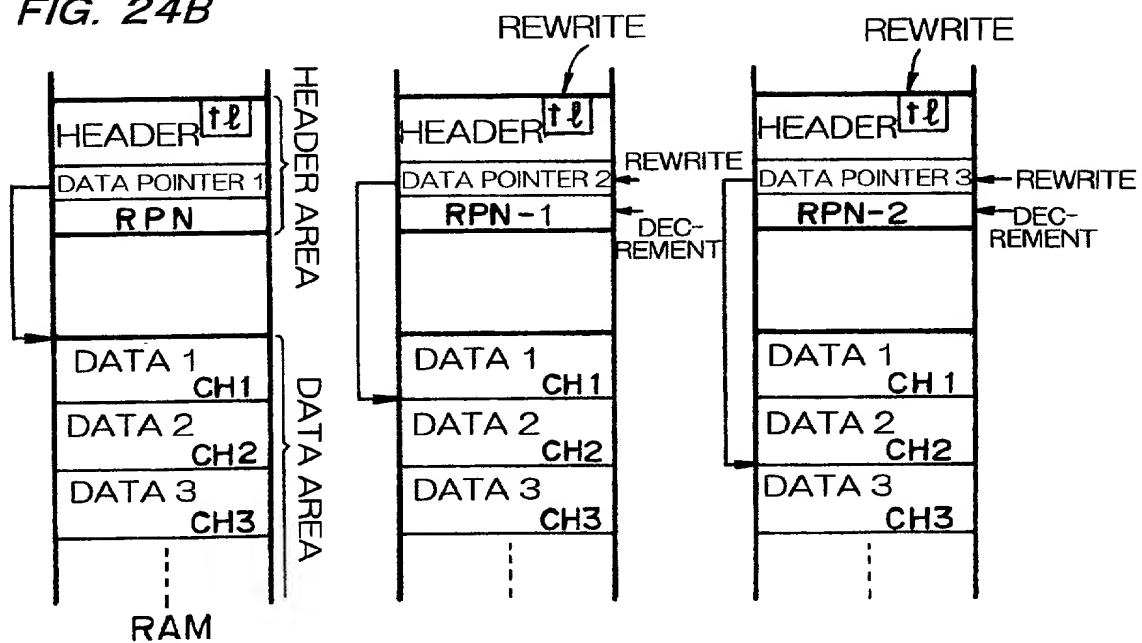 FIG. 24B
HEADER tl
DATA POINTER 1
RPN
HEADER AREA
DATA 1
CH1
DATA 2
CH2
DATA 3
CH3
DATA AREA
RAM
REWRITE
HEADER tl
DATA POINTER 2
REWRITE
RPN-1
DEC-
REMENT
DATA 1
CH1
DATA 2
CH2
DATA 3
CH3
REWRITE
HEADER tl
DATA POINTER 3
REWRITE
RPN-2
DEC-
REMENT
DATA 1
CH1
DATA 2
CH2
DATA 3
CH3